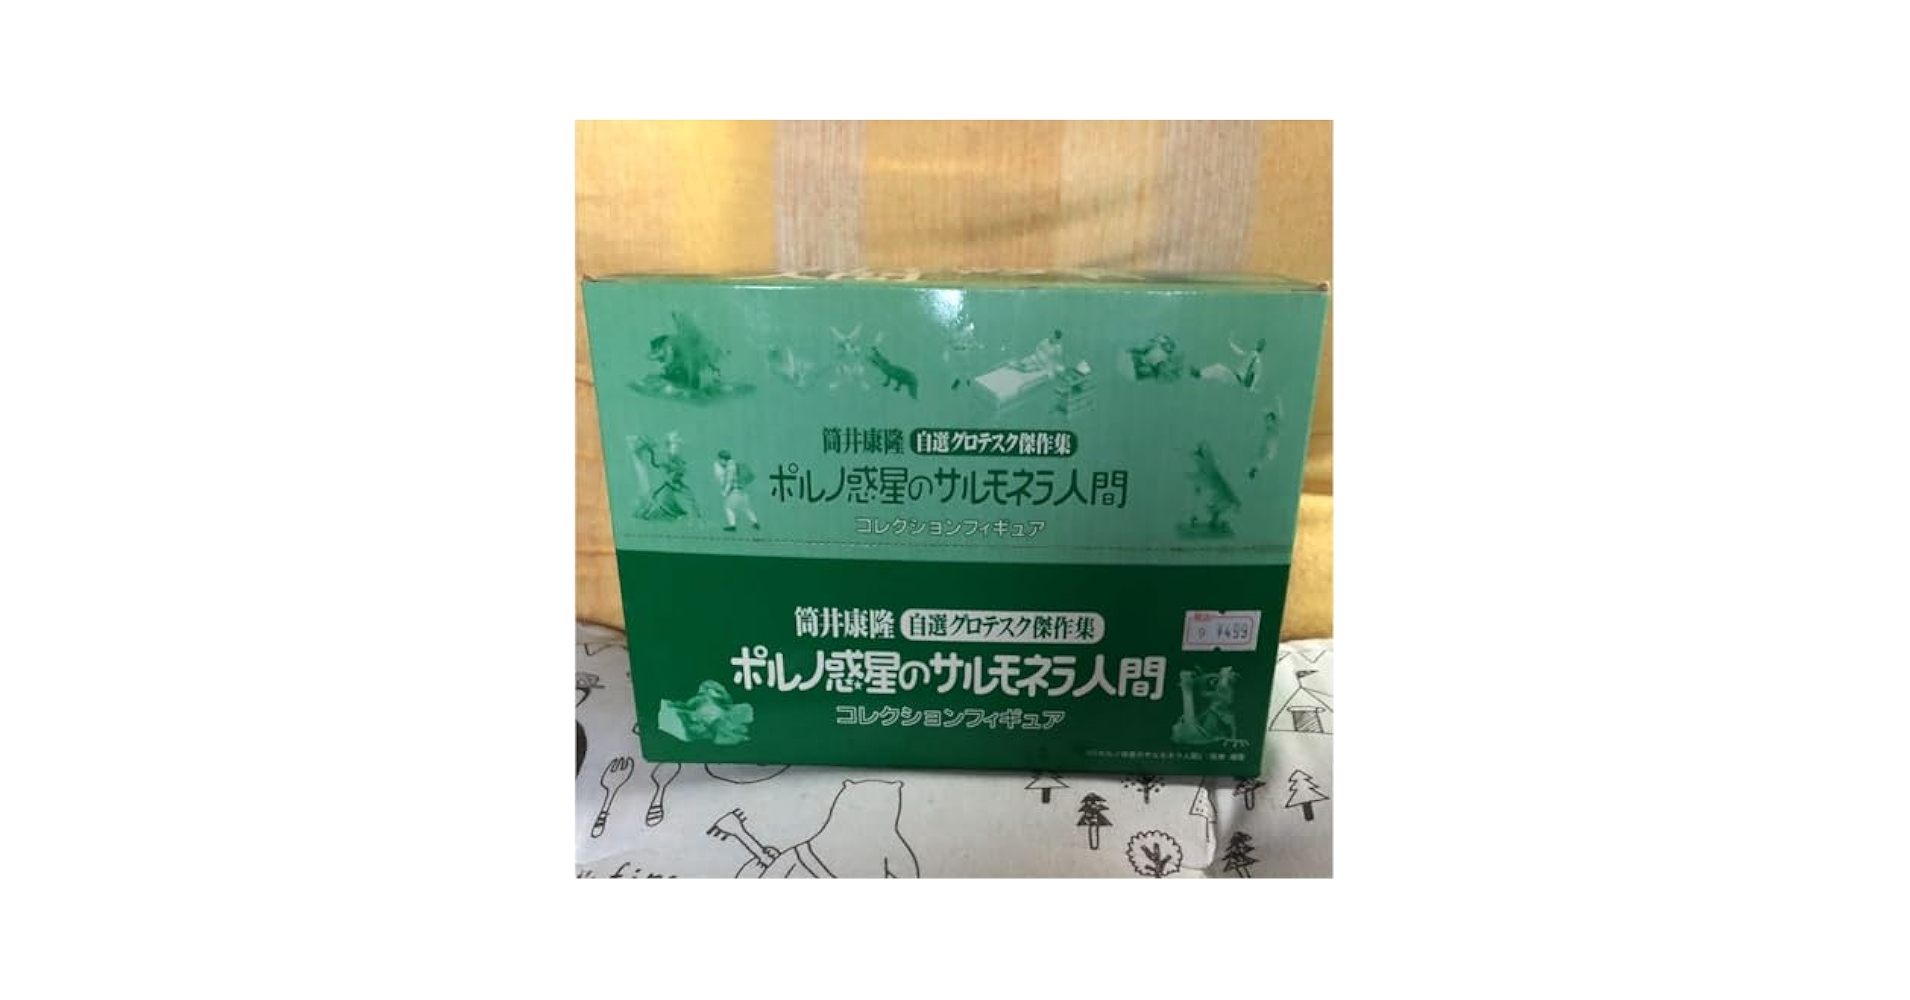 筒井康隆 自選グロテスク傑作集
ポルノ惑星のサルモネラ人間
コレクションフィギュア
筒井康隆 自選グロテスク傑作集
ポルノ惑星のサルモネラ人間
コレクションフィギュア
税込
9 ¥499